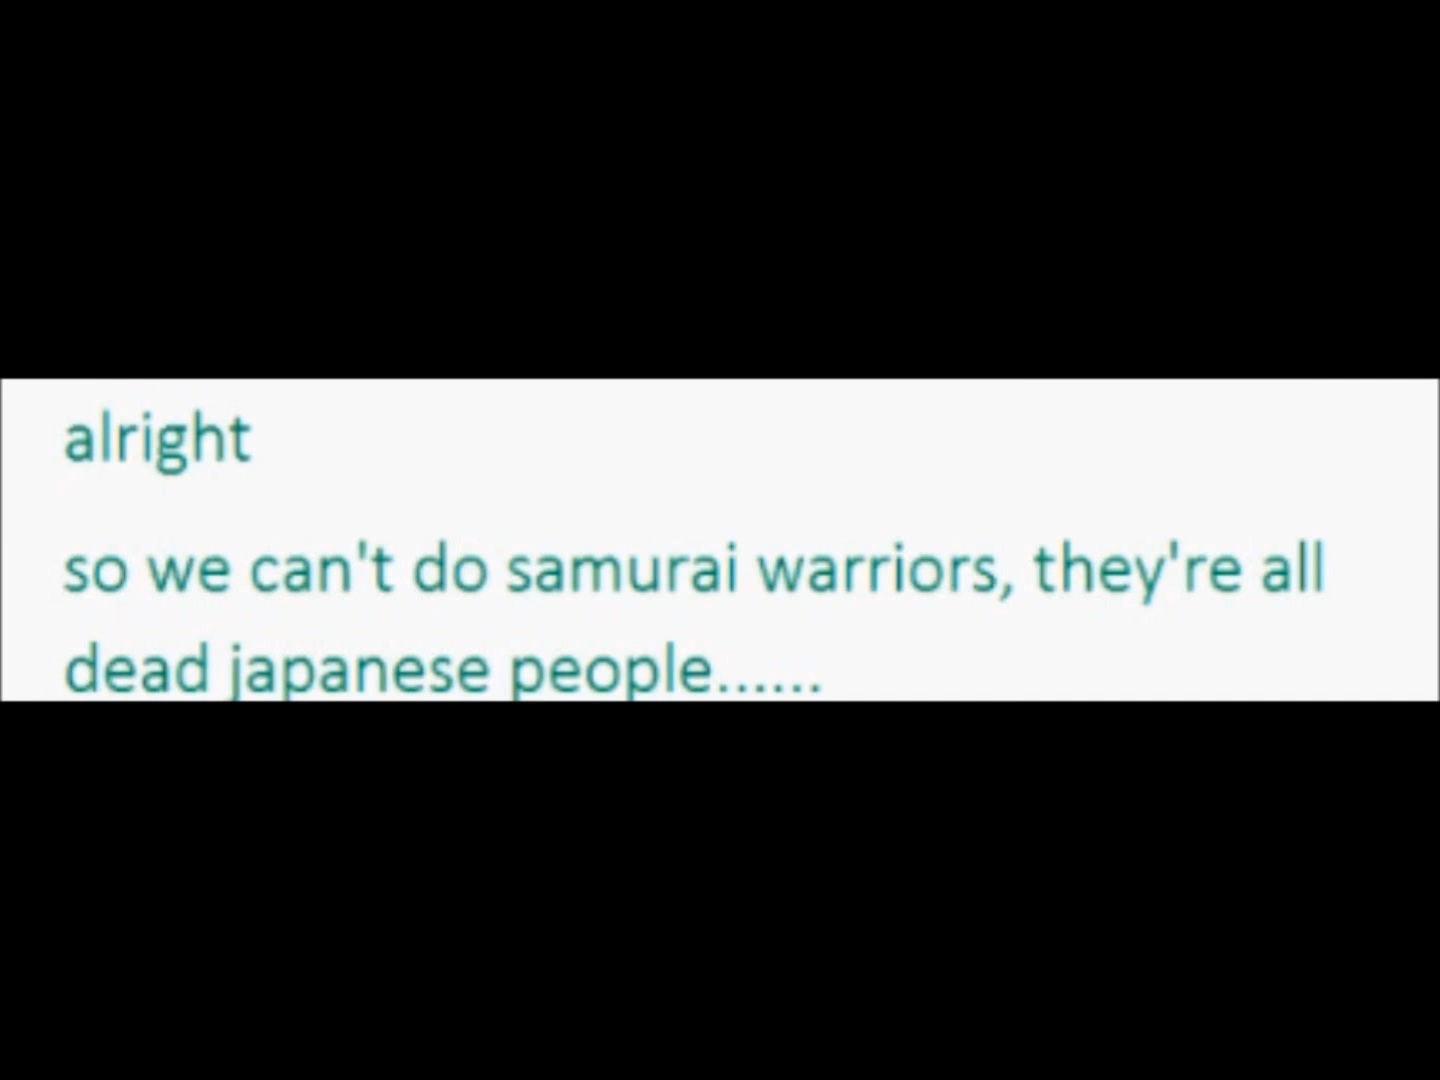 alright
so we can't do samurai warriors, they're all
dead japanese people......